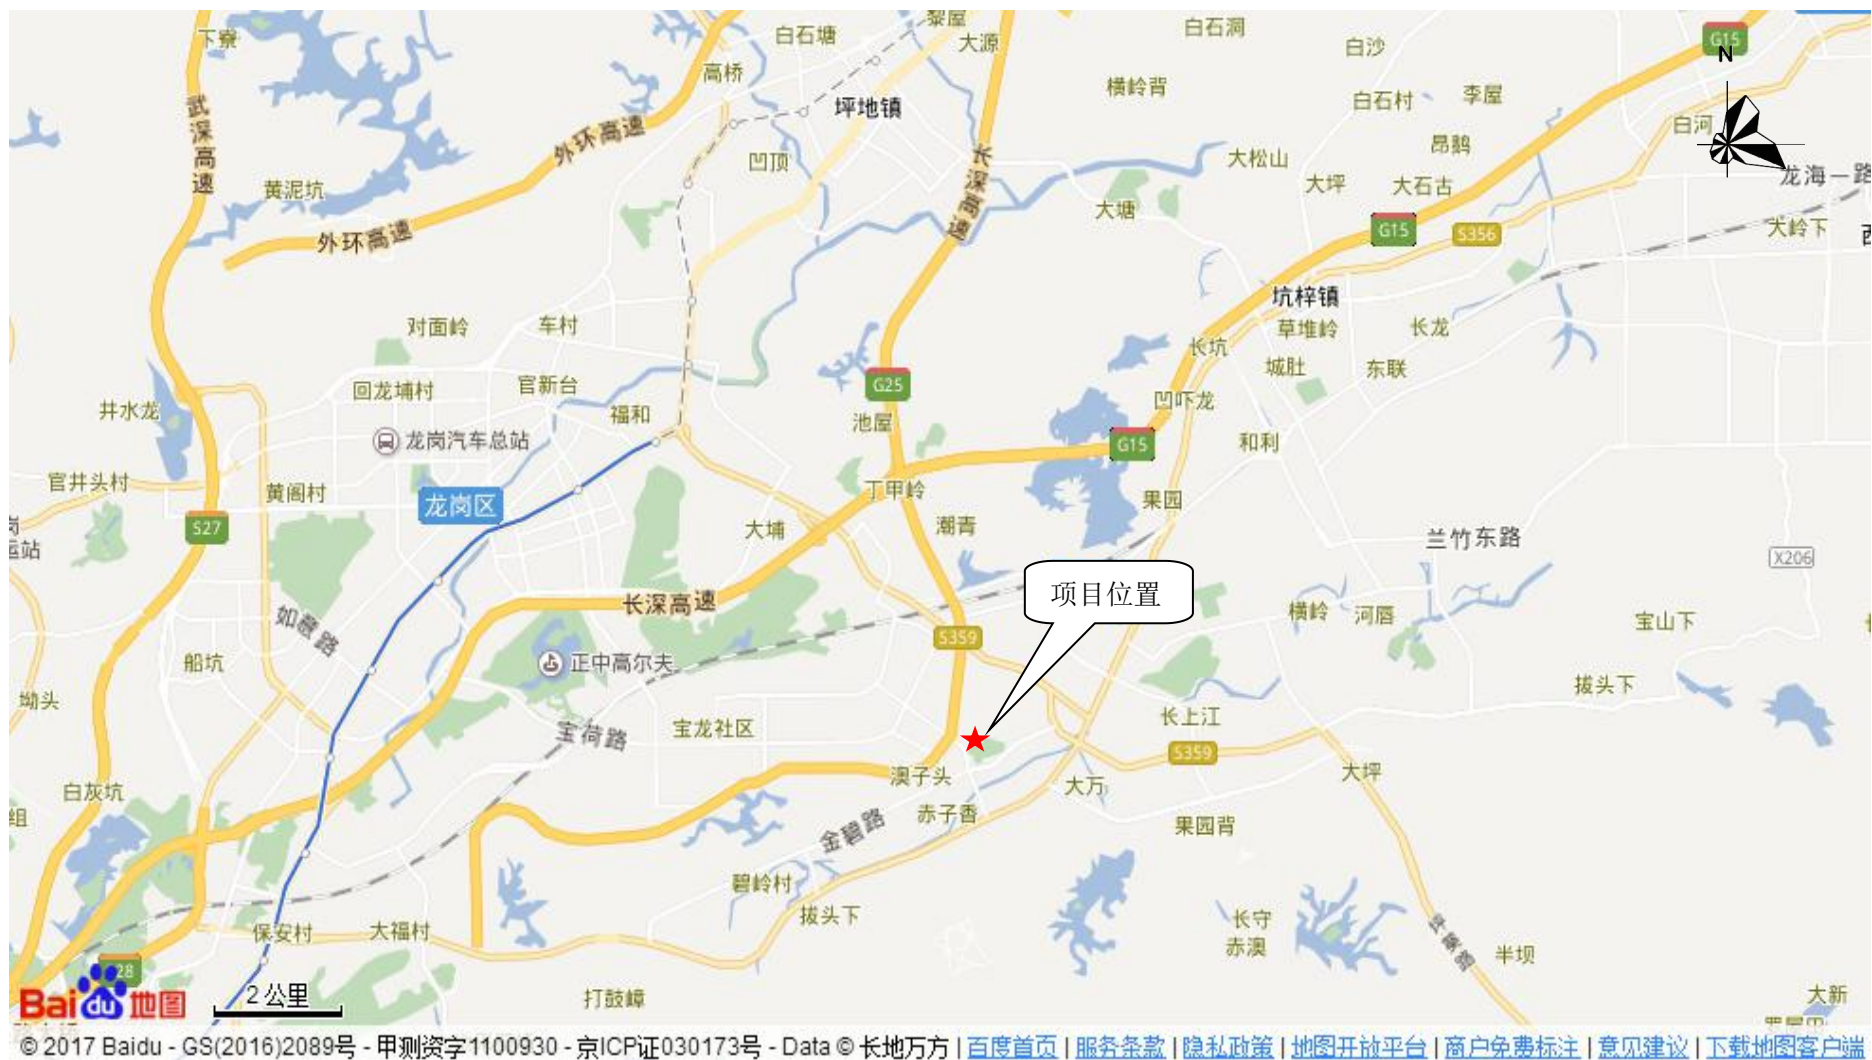 下寮
白石塘
黎屋
大源
白石洞
白沙
G15
N
高桥
横岭背
白石村
李屋
坪地镇
武深高速
外环高速
白河
昂鹅
凹顶
长深高速
大松山
大坪
大石古
龙海一路
黄泥坑
大塘
外环高速
G15
S356
大岭下
西
坑梓镇
对面岭
车村
草堆岭
长龙
长坑
城肚
东联
回龙埔村
官新台
G25
井水龙
福和
池屋
凹吓龙
龙岗汽车总站
G15
和利
官井头村
黄阁村
龙岗区
丁甲岭
果园
S27
大埔
潮青
兰竹东路
运站
X206
项目位置
长深高速
如意路
横岭
河唇
宝山下
S359
船坑
正中高尔夫
拔头下
坳头
长上江
宝荷路
宝龙社区
S359
澳子头
大坪
白灰坑
大万
组
赤子香
金碧路
果园背
碧岭村
拔头下
长守
赤澳
保安村
大福村
半坝
28
Bai du 地图
2 公里
打鼓嶂
大新
© 2017 Baidu - GS(2016)2089号 - 甲测资字1100930 - 京ICP证030173号 - Data © 长地万方 | 百度首页 | 服务条款 | 隐私政策 | 地图开放平台 | 商户免费标注 | 意见建议 | 下载地图客户端